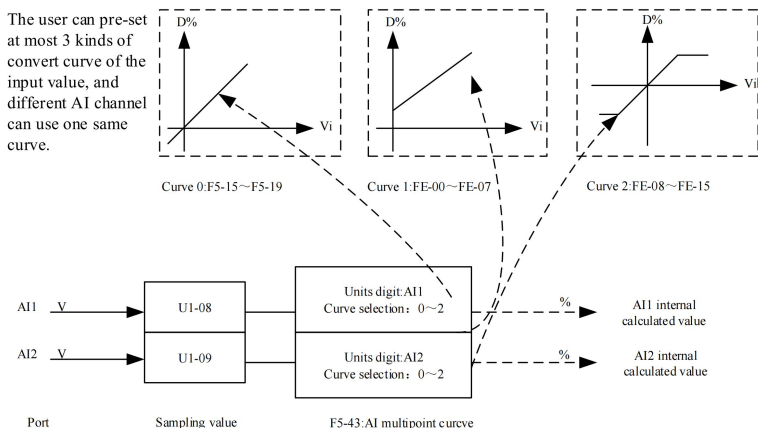 The user can pre-set
at most 3 kinds of
convert curve of the
input value, and
different AI channel
can use one same
curve.
D%
Vi
D%
Vi
D%
Vi
Curve 0:F5-15～F5-19
Curve 1:FE-00～FE-07
Curve 2:FE-08～FE-15
AI1
V
U1-08
Units digit:AI1
Curve selection：0～2
%
AI1 internal
calculated value
AI2
V
U1-09
Units digit:AI2
Curve selection：0～2
%
AI2 internal
calculated value
Port
Sampling value
F5-43:AI multipoint curcve